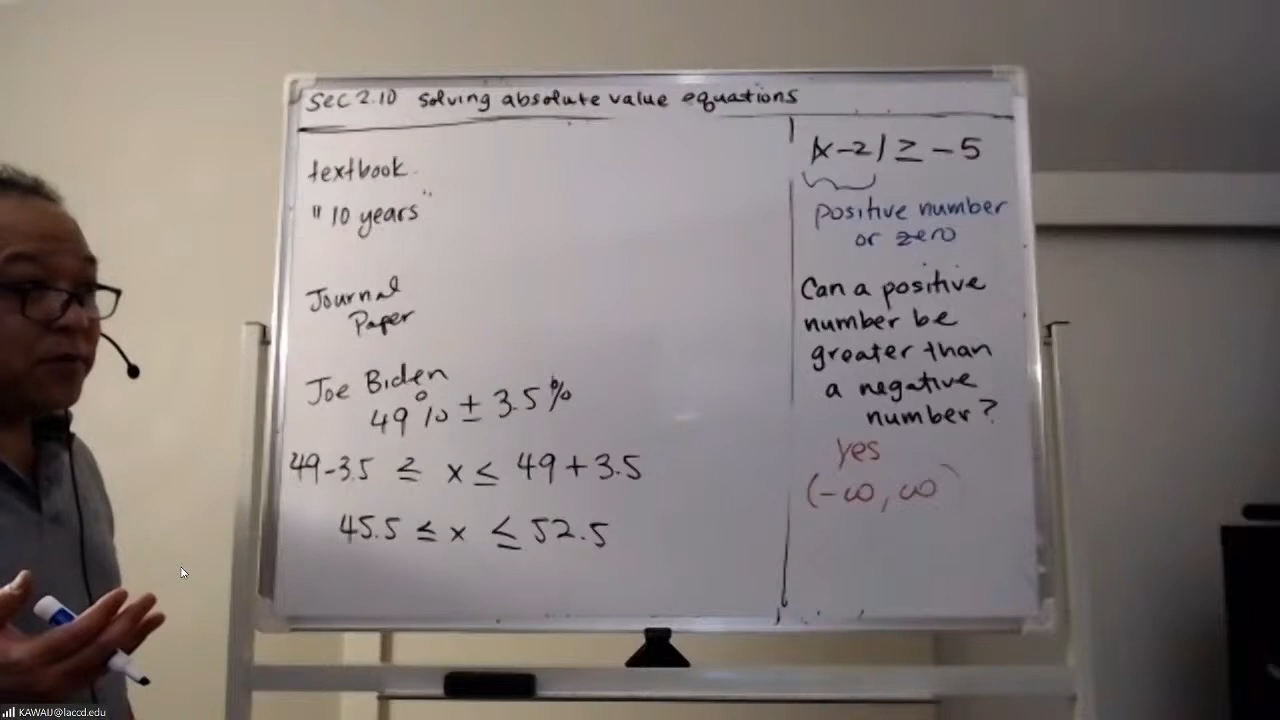 Sec 2.10 solving absolute value equations
textbook.
"10 years"
Journal
Paper
Joe Biden
49% ± 3.5%
49-3.5 ≥ x ≤ 49+3.5
45.5 ≤ x ≤ 52.5
|x-2| ≥ -5
positive number
or zero
Can a positive
number be
greater than
a negative
number?
yes
(-∞, ∞)
KAWAIJ@laccd.edu